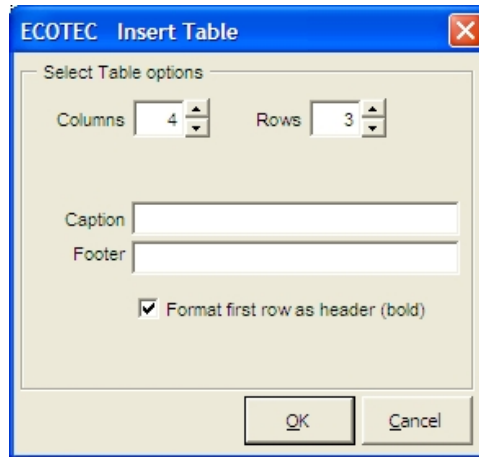 ECOTEC Insert Table
Select Table options
Columns 4 Rows 3
Caption
Footer
Format first row as header (bold)
OK Cancel